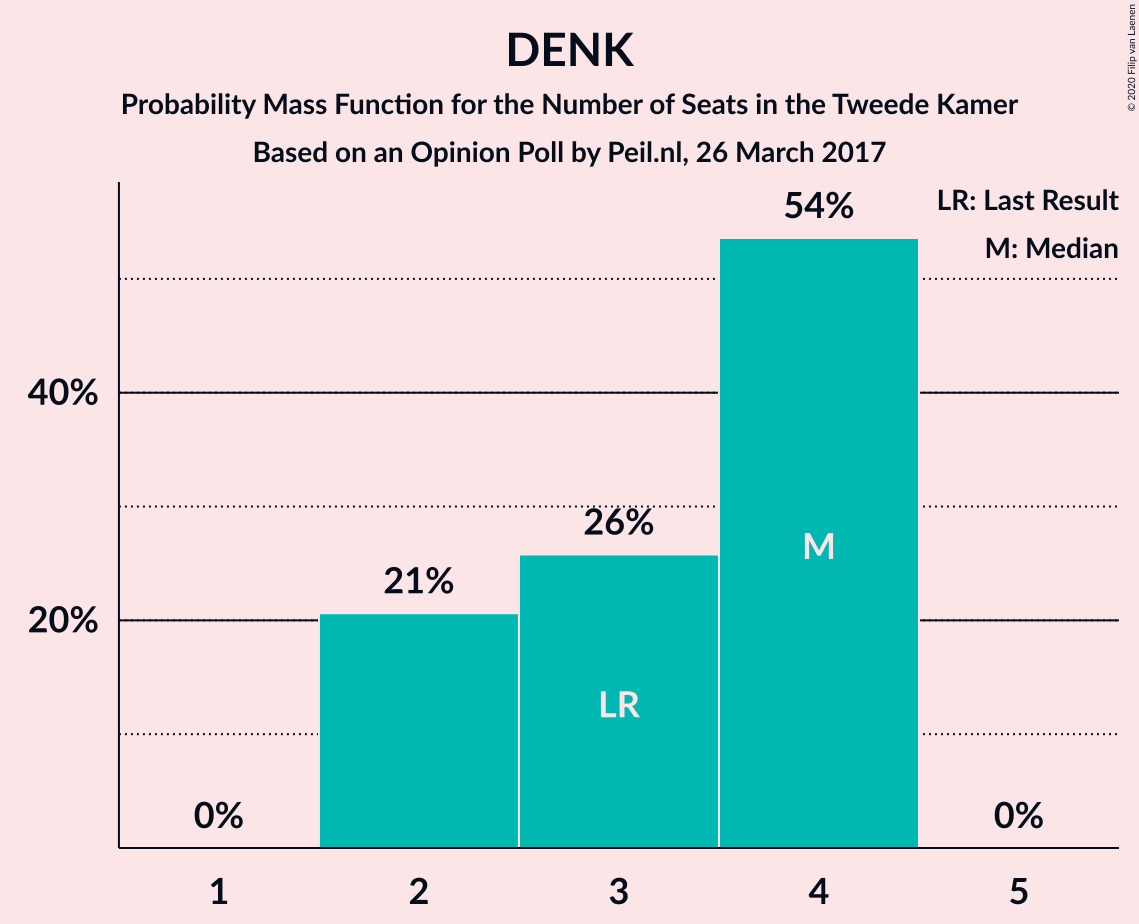 DENK
Probability Mass Function for the Number of Seats in the Tweede Kamer
Based on an Opinion Poll by Peil.nl, 26 March 2017
© 2020 Filip van Laenen
LR: Last Result
M: Median
54%
40%
26%
M
21%
20%
LR
0%
0%
1
2
3
4
5